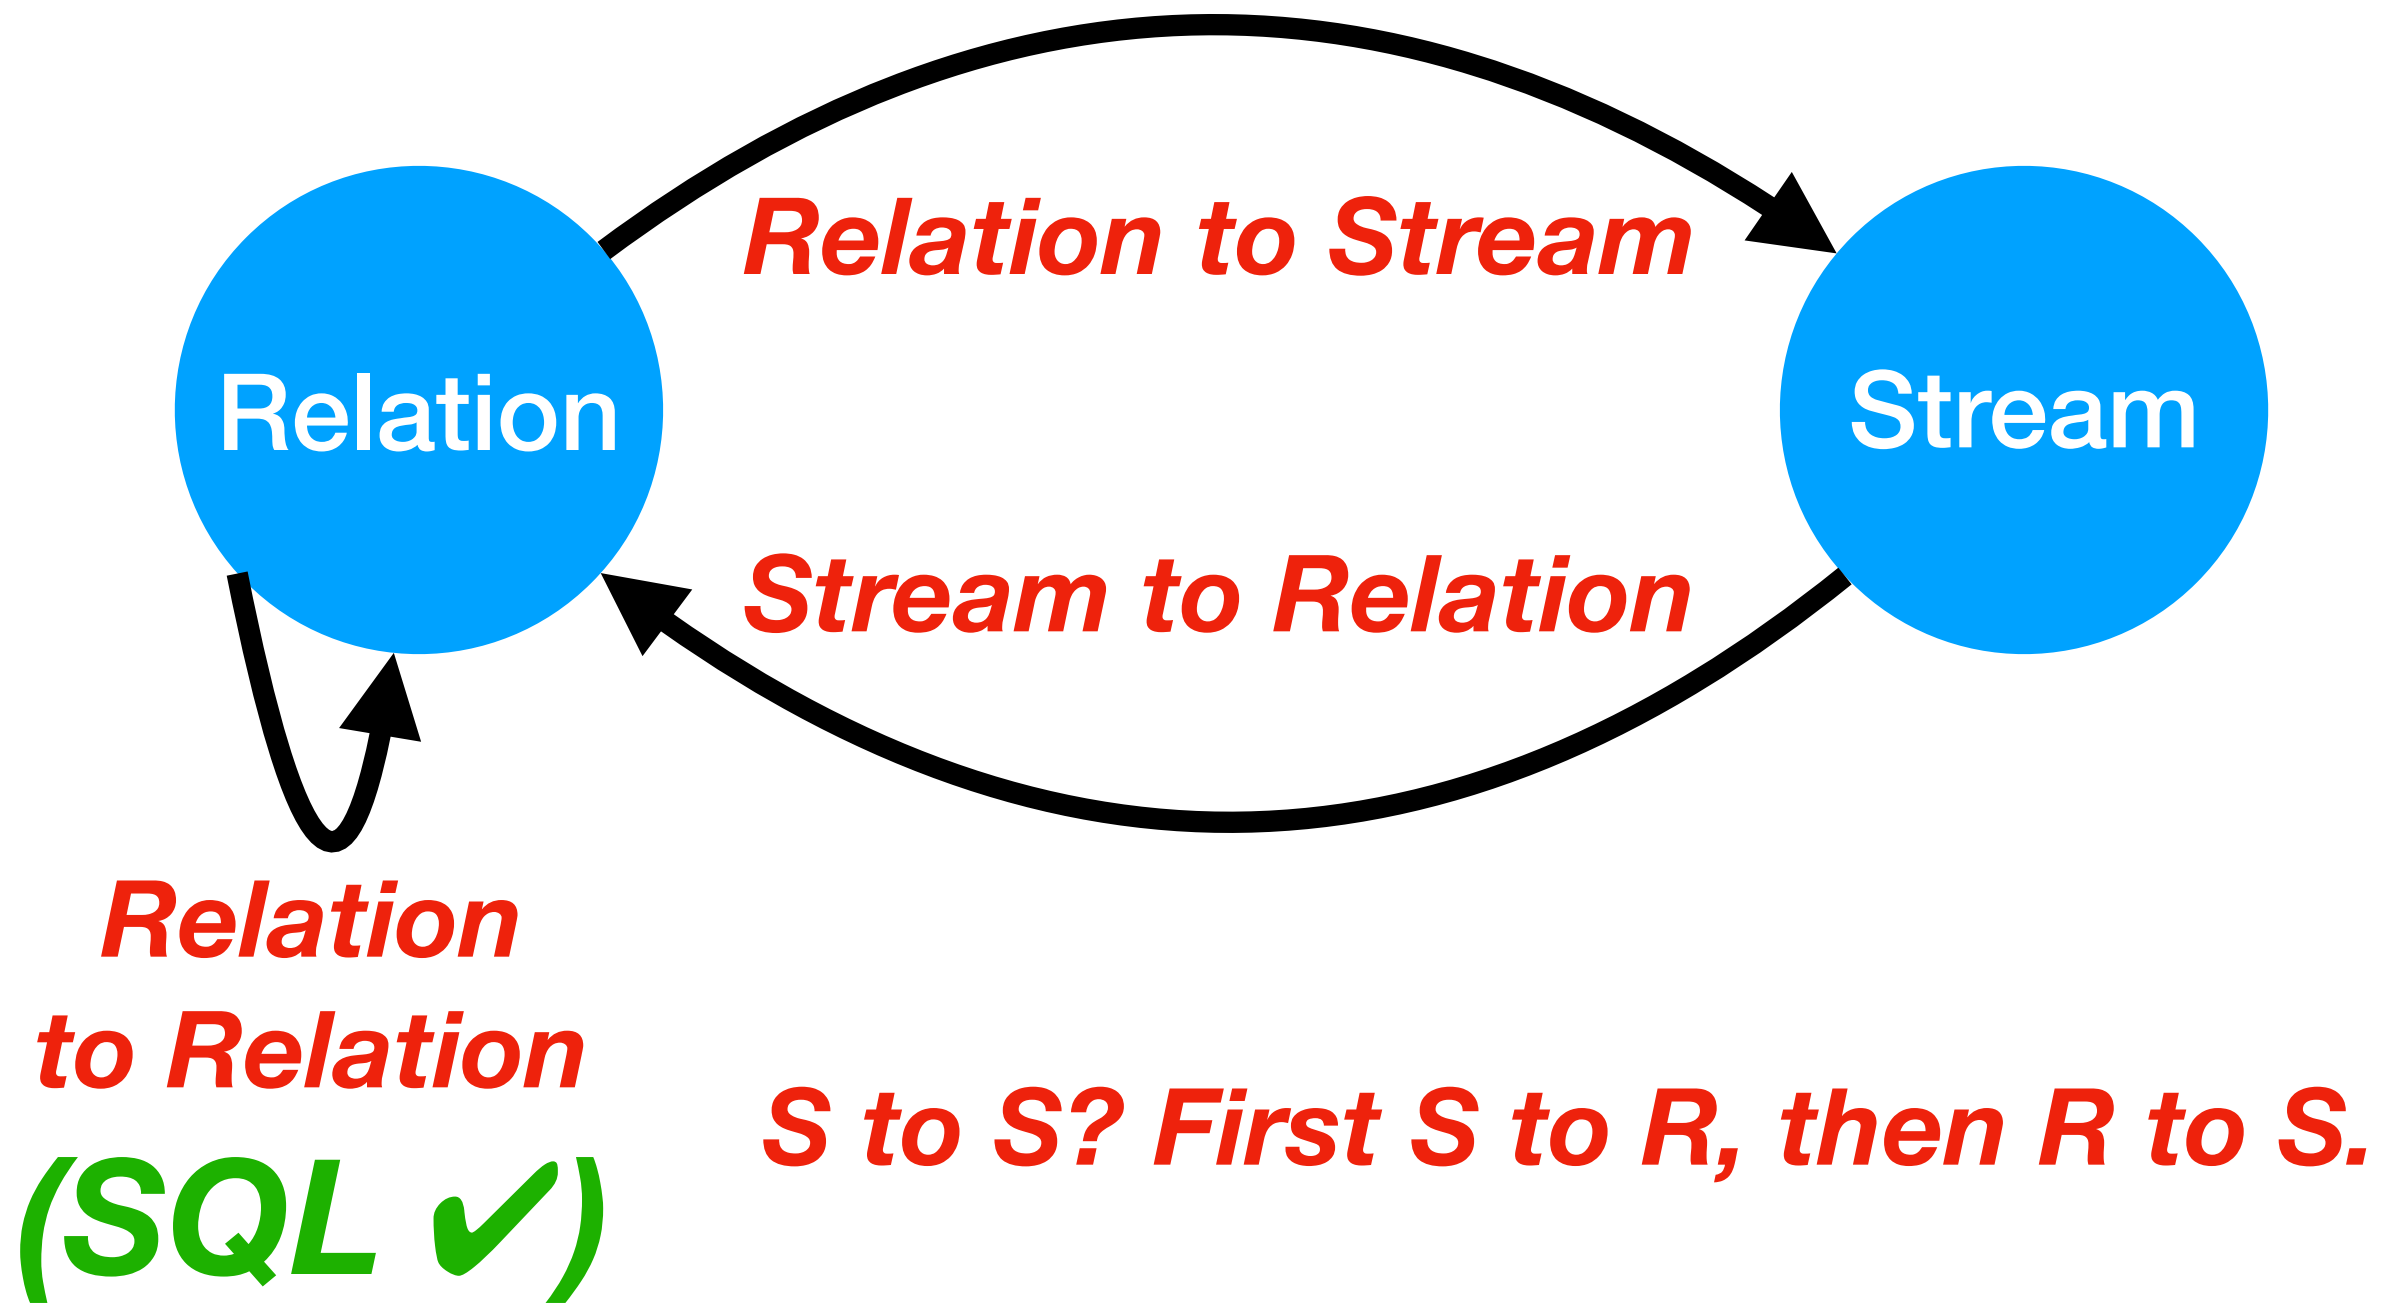 Relation to Stream
Relation
Stream
Stream to Relation
Relation
to Relation
(SQL ✔)
S to S? First S to R, then R to S.